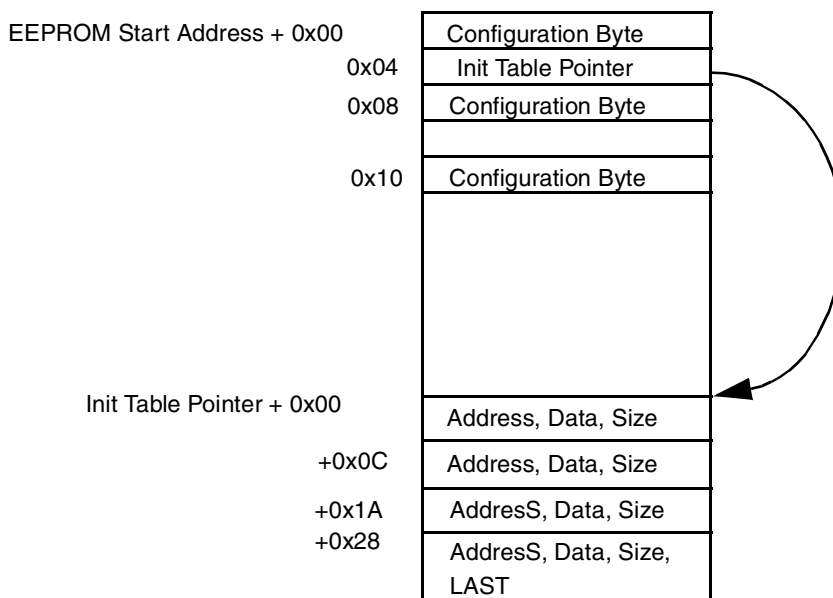 EEPROM Start Address + 0x00 Configuration Byte
0x04 Init Table Pointer
0x08 Configuration Byte
0x10 Configuration Byte
Init Table Pointer + 0x00 Address, Data, Size
+0x0C Address, Data, Size
+0x1A AddresS, Data, Size
+0x28 AddresS, Data, Size,
LAST